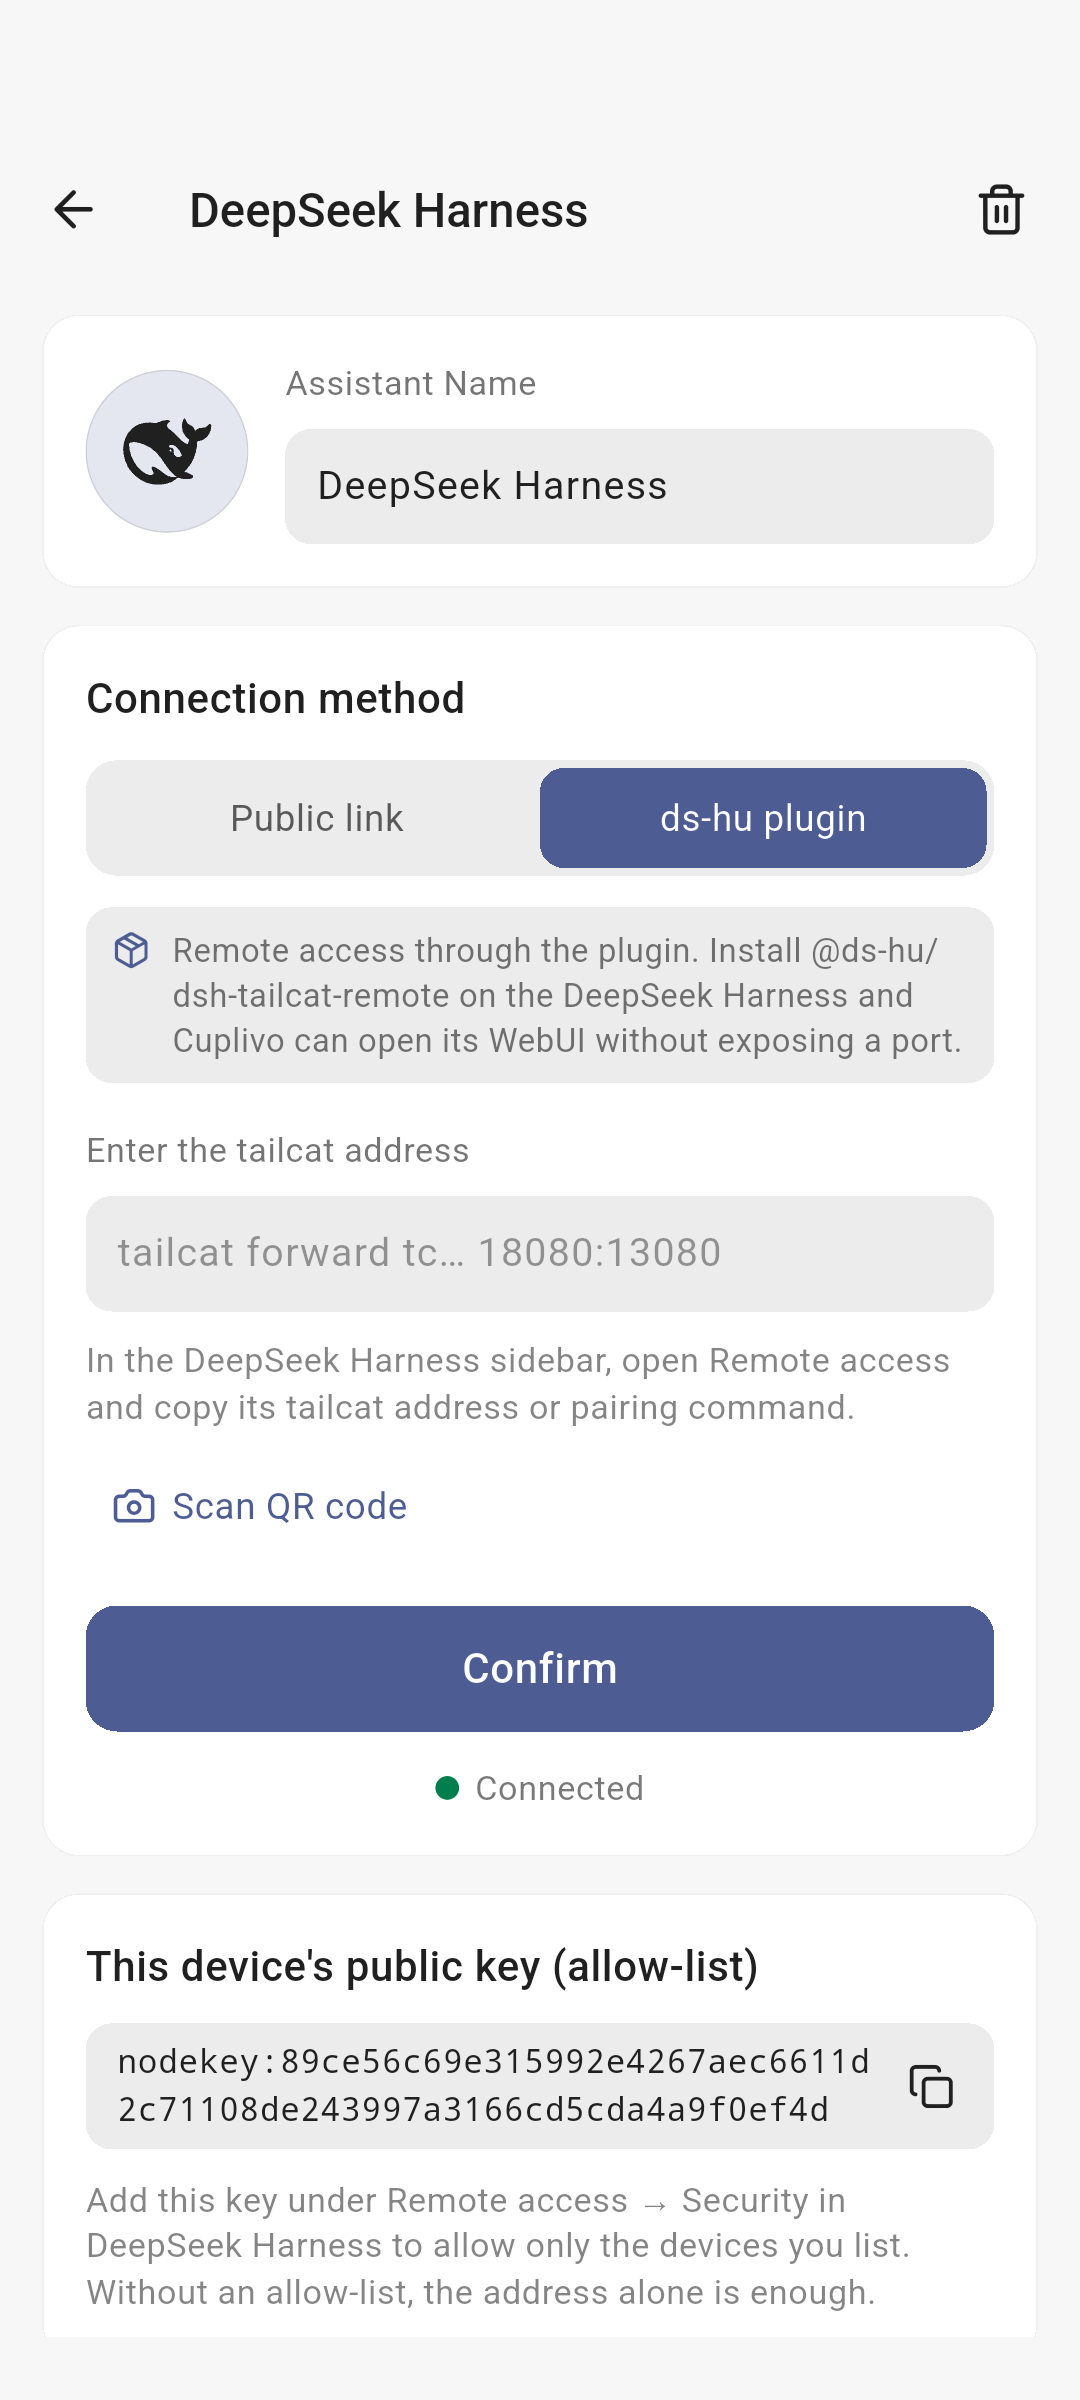 DeepSeek Harness
Assistant Name
DeepSeek Harness
Connection method
Public link
ds-hu plugin
Remote access through the plugin. Install @ds-hu/
dsh-tailcat-remote on the DeepSeek Harness and
Cuplivo can open its WebUI without exposing a port.
Enter the tailcat address
tailcat forward tc… 18080:13080
In the DeepSeek Harness sidebar, open Remote access
and copy its tailcat address or pairing command.
Scan QR code
Confirm
Connected
This device's public key (allow-list)
nodekey:89ce56c69e315992e4267aec6611d
2c71108de243997a3166cd5cda4a9f0ef4d
Add this key under Remote access → Security in
DeepSeek Harness to allow only the devices you list.
Without an allow-list, the address alone is enough.